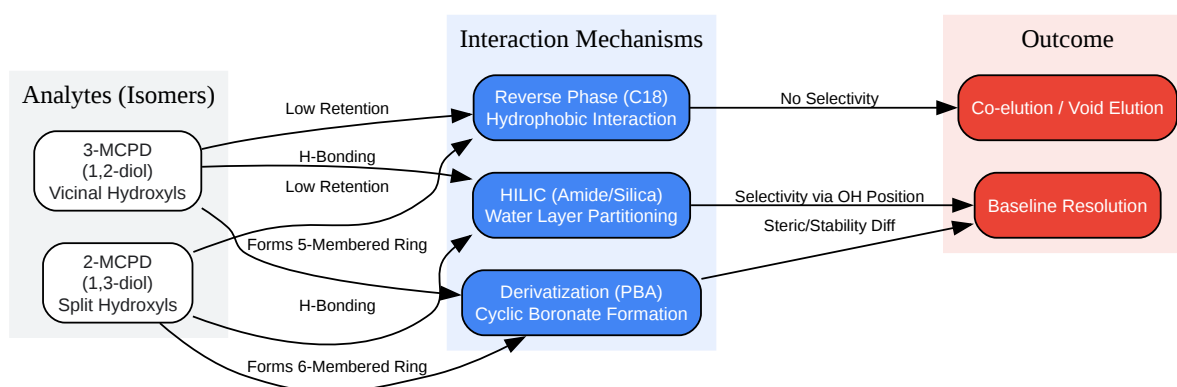 Analytes (Isomers)
3-MCPD
(1,2-diol)
Vicinal Hydroxyls
2-MCPD
(1,3-diol)
Split Hydroxyls
Low Retention
H-Bonding
Low Retention
Forms 5-Membered Ring
H-Bonding
Forms 6-Membered Ring
Interaction Mechanisms
Reverse Phase (C18)
Hydrophobic Interaction
HILIC (Amide/Silica)
Water Layer Partitioning
Derivatization (PBA)
Cyclic Boronate Formation
No Selectivity
Selectivity via OH Position
Steric/Stability Diff
Outcome
Co-elution / Void Elution
Baseline Resolution